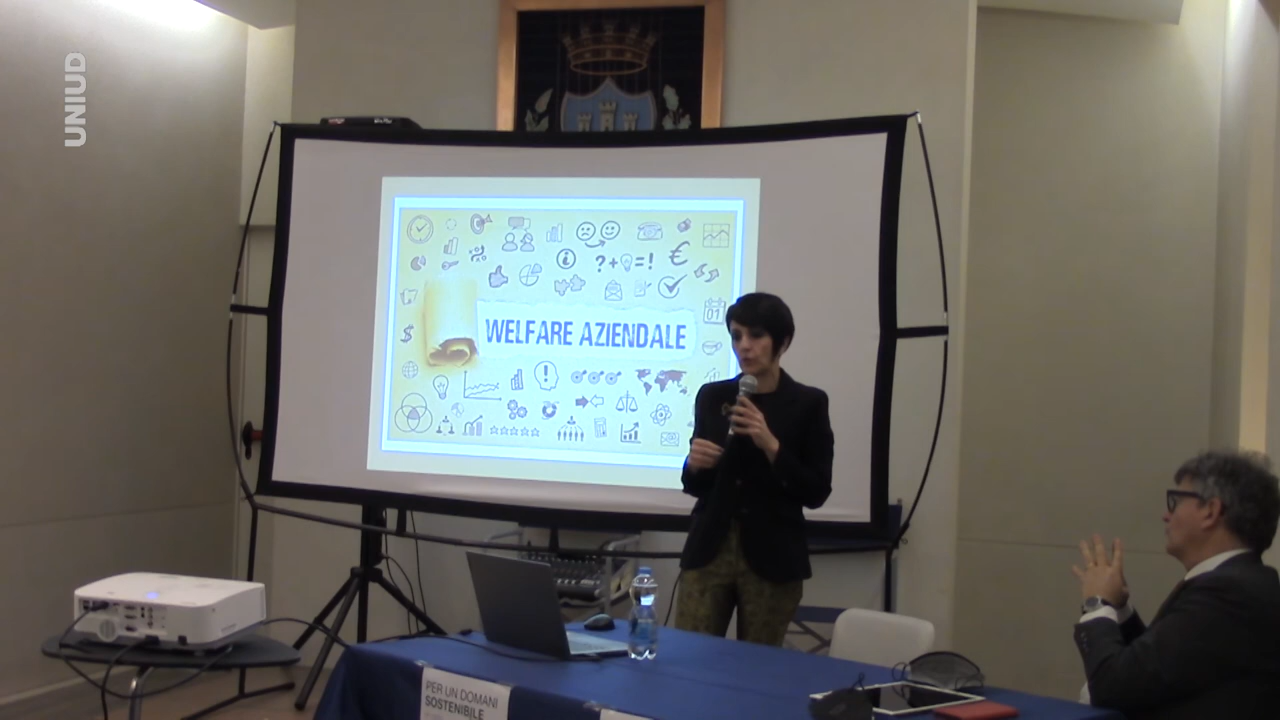 UNIUD
WELFARE AZIENDALE
?+ =!
€
01
$
PER UN DOMANI
SOSTENIBILE